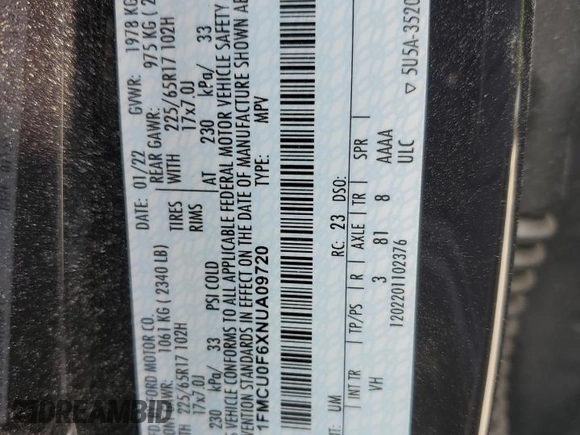 FORD MOTOR CO. DATE: 01/22 GVWR: 1978 KG
1061 KG ( 2340 LB) REAR GAWR: 975 KG
225/65R17 102H TIRES WITH 225/65R17 102H
17x7.0J RIMS 17x7.0J
230 kPa/ 33 PSI COLD AT 230 kPa/ 33
VEHICLE CONFORMS TO ALL APPLICABLE FEDERAL MOTOR VEHICLE SAFETY
STANDARDS IN EFFECT ON THE DATE OF MANUFACTURE SHOWN
1FMCU0F6XNUA09720 TYPE: MPV
UM RC: 23 DSO:
INT TR TP/PS R AXLE TR SPR
VH 3 81 8 AAAA
1202201102376 ULC
▽ 5U5A-3520
DREAMBID